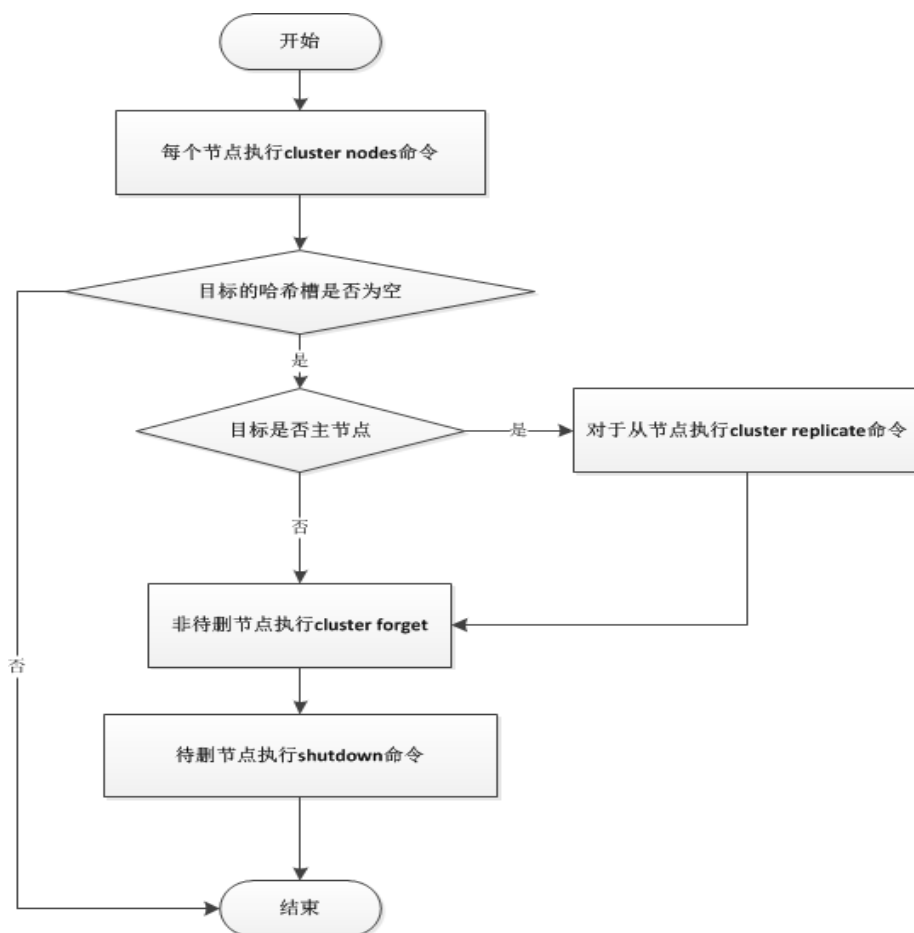 开始
每个节点执行cluster nodes命令
目标的哈希槽是否为空
是
目标是否主节点
是
对于从节点执行cluster replicate命令
否
非待删节点执行cluster forget
否
待删节点执行shutdown命令
结束